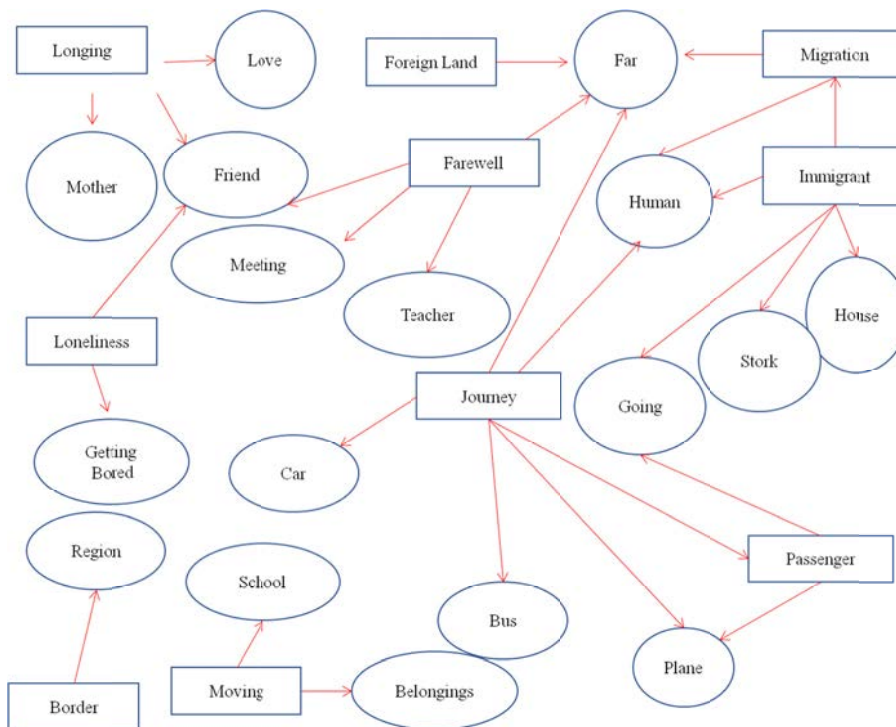 Longing
Love
Foreign Land
Far
Migration
Mother
Friend
Farewell
Human
Immigrant
Meeting
Teacher
House
Loneliness
Stork
Journey
Going
Getting
Bored
Car
Region
School
Passenger
Bus
Plane
Border
Moving
Belongings